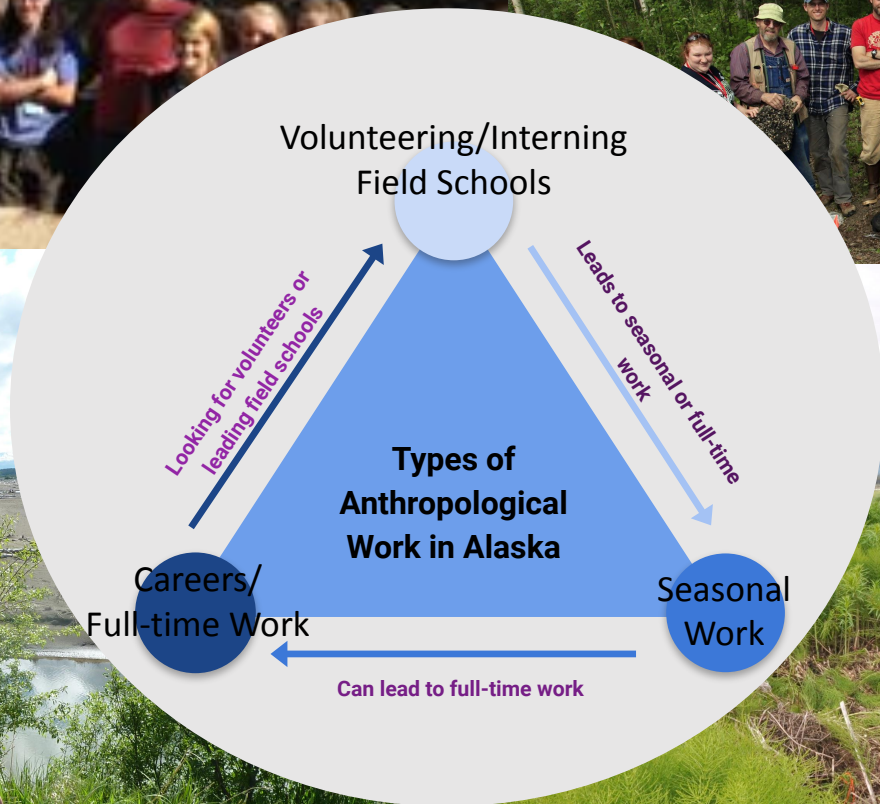 Volunteering/Interning
Field Schools
Looking for volunteers or
leading field schools
Leads to seasonal or full-time
work
Types of
Anthropological
Work in Alaska
Careers/
Full-time Work
Seasonal
Work
Can lead to full-time work